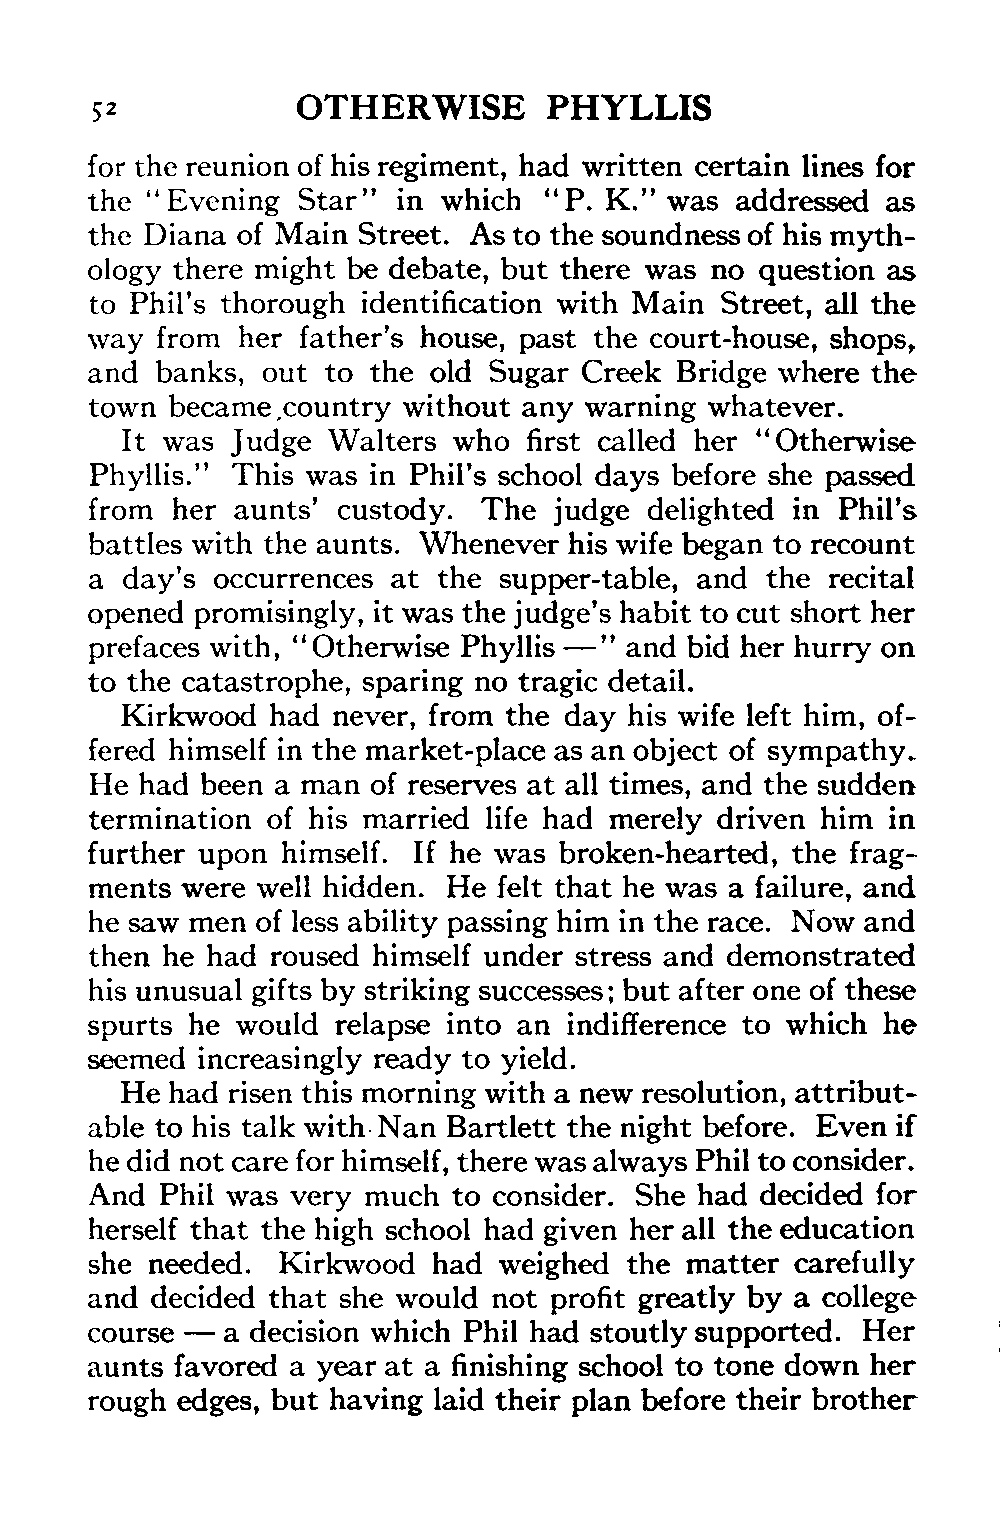 52 OTHERWISE PHYLLIS
for the reunion of his regiment, had written certain lines for
the “Evening Star” in which “P. K.” was addressed as
the Diana of Main Street. As to the soundness of his myth-
ology there might be debate, but there was no question as
to Phil’s thorough identification with Main Street, all the
way from her father’s house, past the court-house, shops,
and banks, out to the old Sugar Creek Bridge where the
town became country without any warning whatever.
It was Judge Walters who first called her “Otherwise
Phyllis.” This was in Phil’s school days before she passed
from her aunts’ custody. The judge delighted in Phil’s
battles with the aunts. Whenever his wife began to recount
a day’s occurrences at the supper-table, and the recital
opened promisingly, it was the judge’s habit to cut short her
prefaces with, “Otherwise Phyllis —” and bid her hurry on
to the catastrophe, sparing no tragic detail.
Kirkwood had never, from the day his wife left him, of-
fered himself in the market-place as an object of sympathy.
He had been a man of reserves at all times, and the sudden
termination of his married life had merely driven him in
further upon himself. If he was broken-hearted, the frag-
ments were well hidden. He felt that he was a failure, and
he saw men of less ability passing him in the race. Now and
then he had roused himself under stress and demonstrated
his unusual gifts by striking successes; but after one of these
spurts he would relapse into an indifference to which he
seemed increasingly ready to yield.
He had risen this morning with a new resolution, attribut-
able to his talk with Nan Bartlett the night before. Even if
he did not care for himself, there was always Phil to consider.
And Phil was very much to consider. She had decided for
herself that the high school had given her all the education
she needed. Kirkwood had weighed the matter carefully
and decided that she would not profit greatly by a college
course — a decision which Phil had stoutly supported. Her
aunts favored a year at a finishing school to tone down her
rough edges, but having laid their plan before their brother